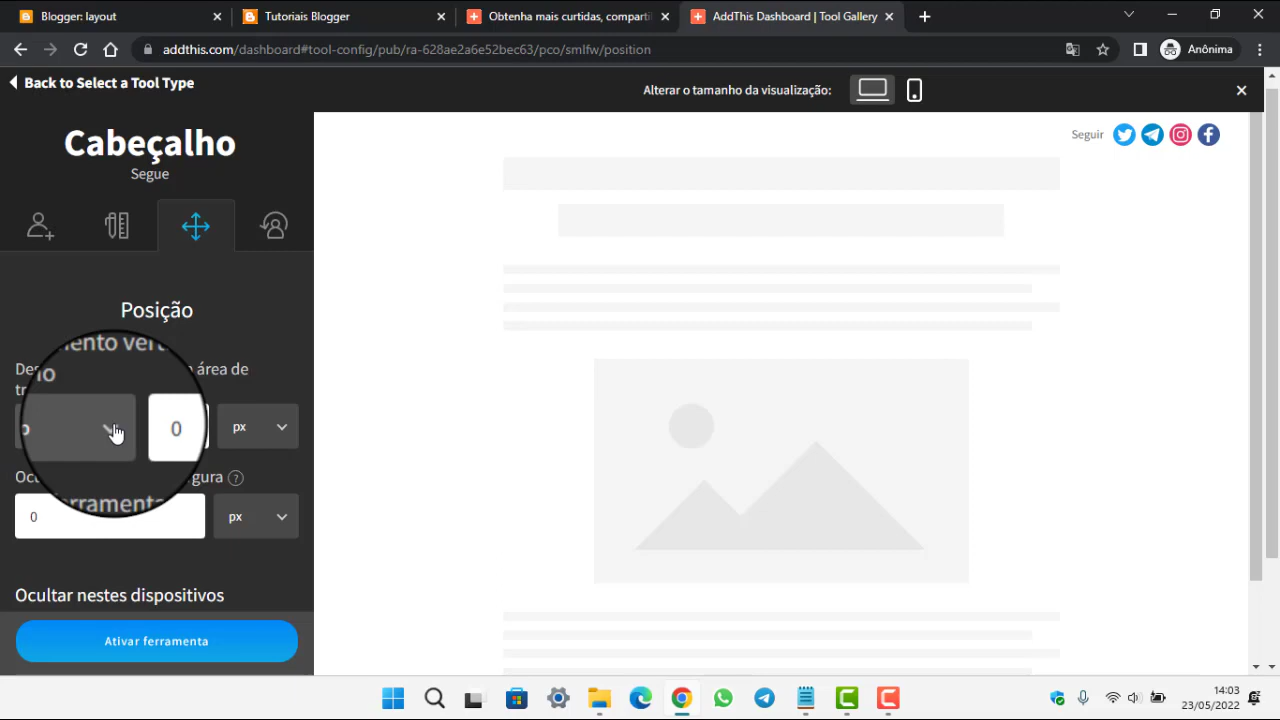 Blogger: layout
Tutoriais Blogger
Obtenha mais curtidas, comparti
AddThis Dashboard | Tool Gallery
addthis.com/dashboard#tool-config/pub/ra-628ae2a6e52bec63/pco/smlfw/position
Anônima
Back to Select a Tool Type
Alterar o tamanho da visualização:
Cabeçalho
Segue
Seguir
Posição
área de
0
px
0
px
Ocultar nestes dispositivos
Ativar ferramenta
14:03
23/05/2022